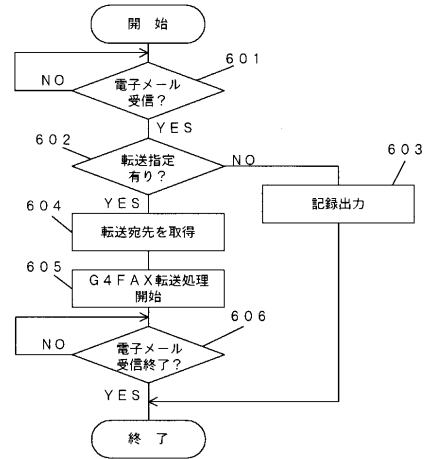 開 始
601
NO
電子メール
受信?
YES
602
転送指定
有り?
NO
603
YES
記録出力
604
転送宛先を取得
605
G4FAX転送処理
開始
606
NO
電子メール
受信終了?
YES
終 了